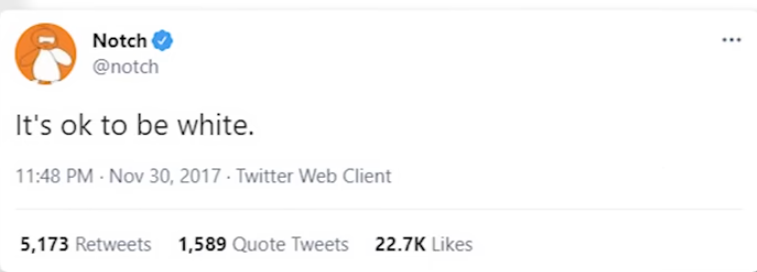 Notch
@notch
It's ok to be white.
11:48 PM · Nov 30, 2017 · Twitter Web Client
5,173 Retweets 1,589 Quote Tweets 22.7K Likes